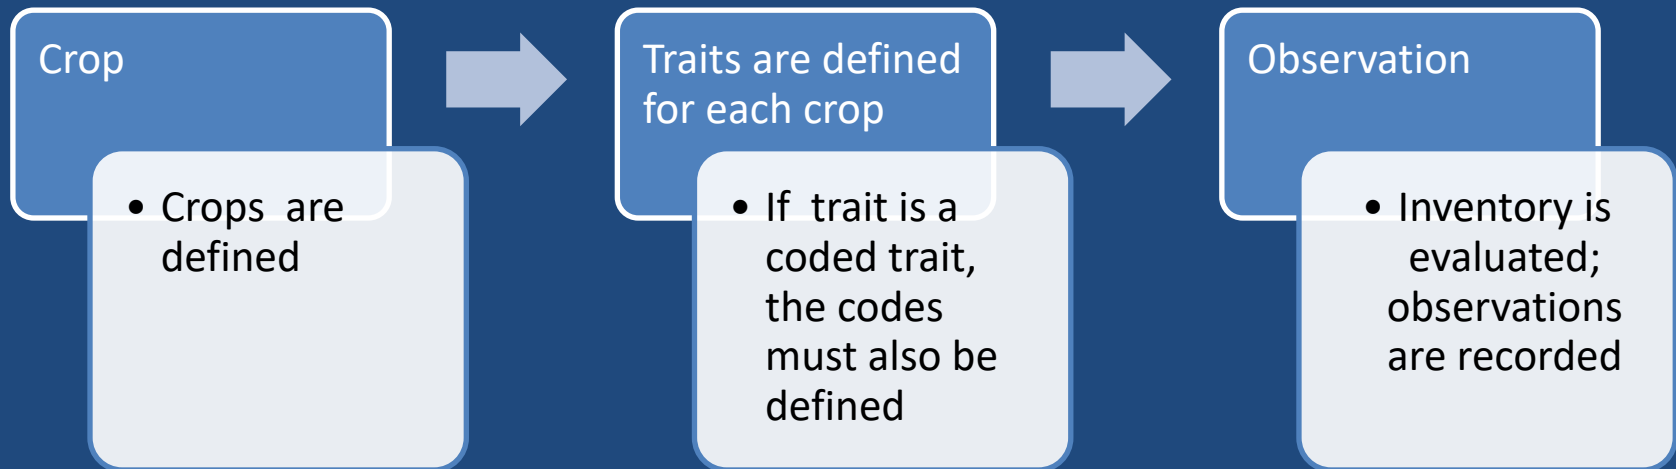 Crop
• Crops are
defined
Traits are defined
for each crop
• If trait is a
coded trait,
the codes
must also be
defined
Observation
• Inventory is
evaluated;
observations
are recorded